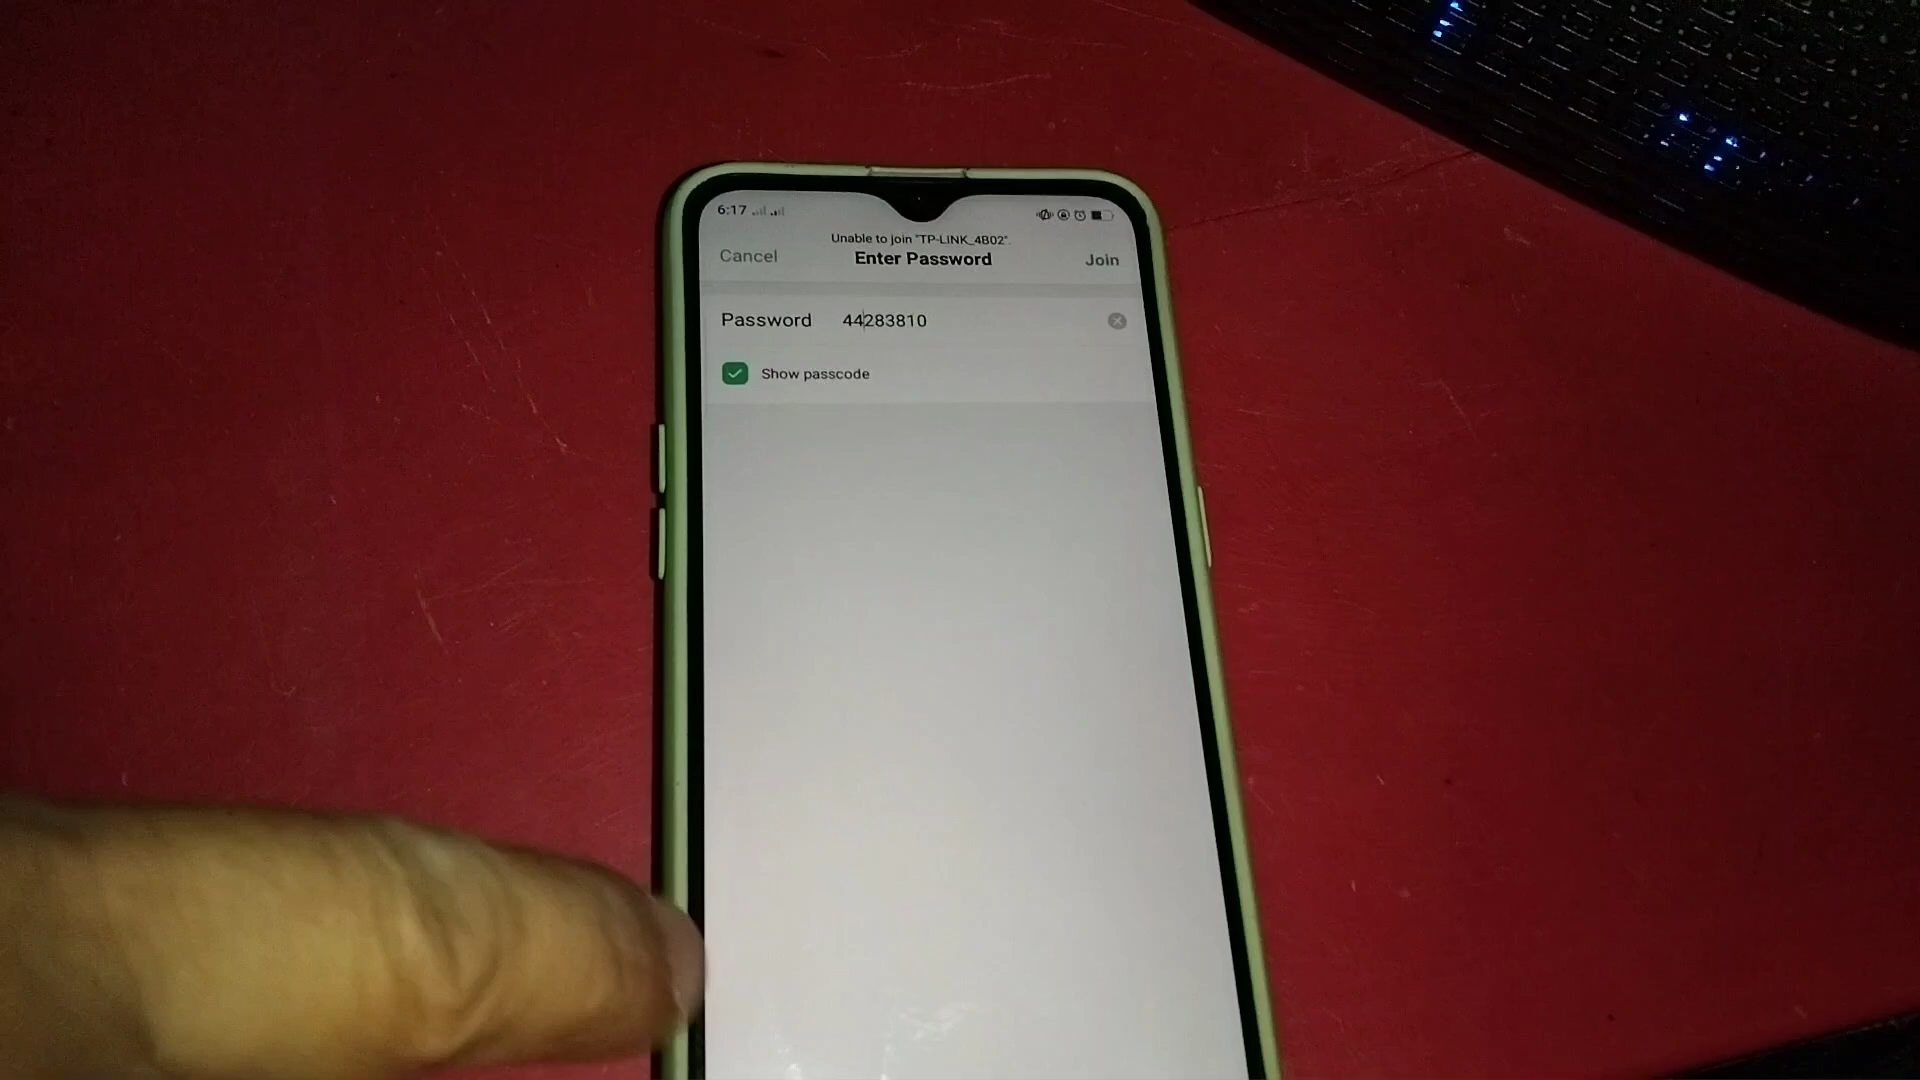 6:17
Unable to join "TP-LINK_4B02".
Cancel Enter Password Join
Password 44283810
Show passcode